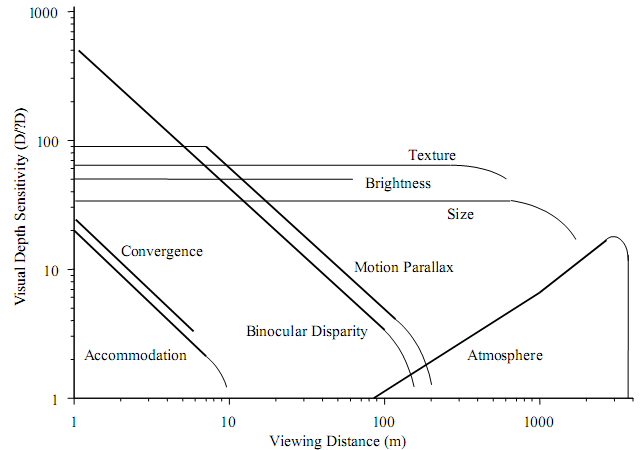 1000
100
10
1
Visual Depth Sensitivity (D/?D)
Texture
Brightness
Size
Convergence
Motion Parallax
Binocular Disparity
Accommodation
Atmosphere
1
10
100
1000
Viewing Distance (m)